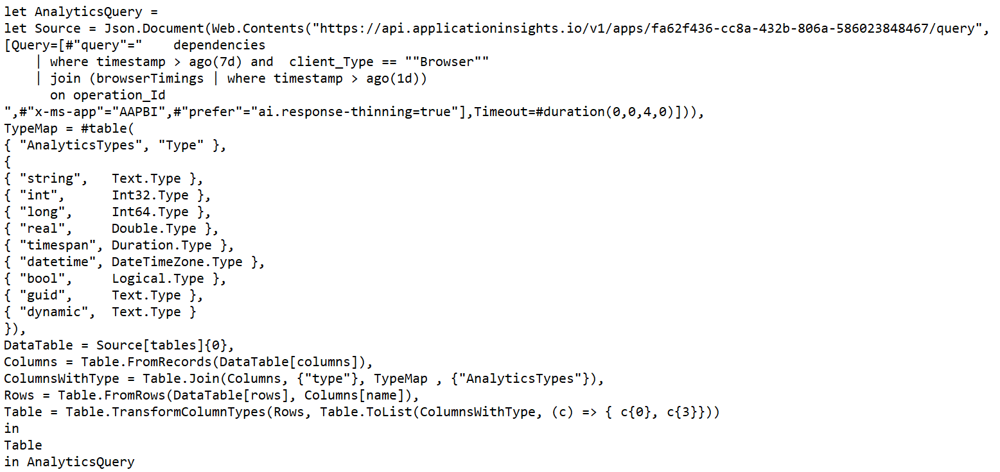 let AnalyticsQuery =
let Source = Json.Document(Web.Contents("https://api.applicationinsights.io/v1/apps/fa62f436-cc8a-432b-806a-586023848467/query",
[Query=[#"query"="    dependencies
    | where timestamp > ago(7d) and  client_Type == ""Browser""
    | join (browserTimings | where timestamp > ago(1d))
      on operation_Id
",#"x-ms-app"="AAPBI",#"prefer"="ai.response-thinning=true"],Timeout=#duration(0,0,4,0)])),
TypeMap = #table(
{ "AnalyticsTypes", "Type" },
{
{ "string",   Text.Type },
{ "int",      Int32.Type },
{ "long",     Int64.Type },
{ "real",     Double.Type },
{ "timespan", Duration.Type },
{ "datetime", DateTimeZone.Type },
{ "bool",     Logical.Type },
{ "guid",     Text.Type },
{ "dynamic",  Text.Type }
}),
DataTable = Source[tables]{0},
Columns = Table.FromRecords(DataTable[columns]),
ColumnsWithType = Table.Join(Columns, {"type"}, TypeMap , {"AnalyticsTypes"}),
Rows = Table.FromRows(DataTable[rows], Columns[name]),
Table = Table.TransformColumnTypes(Rows, Table.ToList(ColumnsWithType, (c) => { c{0}, c{3}}))
in
Table
in AnalyticsQuery